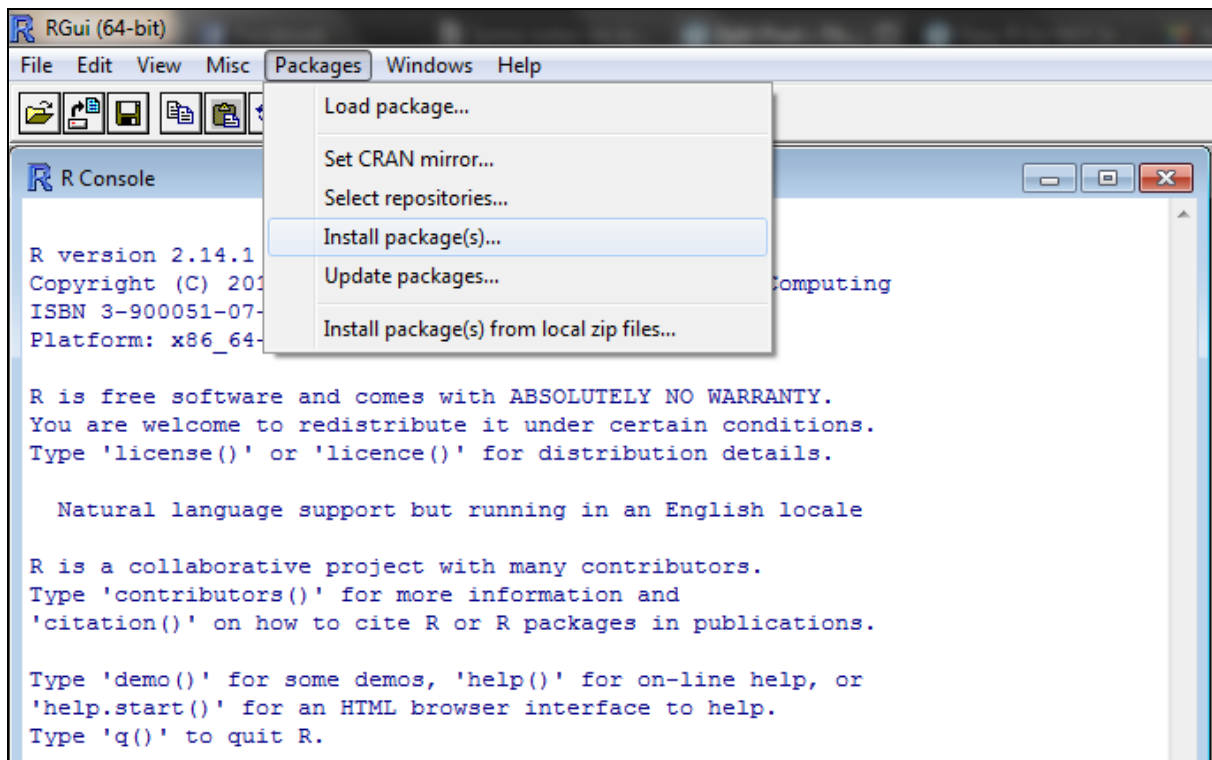 RGui (64-bit)
File Edit View Misc Packages Windows Help
Load package...
Set CRAN mirror...
Select repositories...
Install package(s)...
Update packages...
Install package(s) from local zip files...
R Console
R version 2.14.1
Copyright (C) 201 Computing
ISBN 3-900051-07-
Platform: x86_64-
R is free software and comes with ABSOLUTELY NO WARRANTY.
You are welcome to redistribute it under certain conditions.
Type 'license()' or 'licence()' for distribution details.
Natural language support but running in an English locale
R is a collaborative project with many contributors.
Type 'contributors()' for more information and
'citation()' on how to cite R or R packages in publications.
Type 'demo()' for some demos, 'help()' for on-line help, or
'help.start()' for an HTML browser interface to help.
Type 'q()' to quit R.